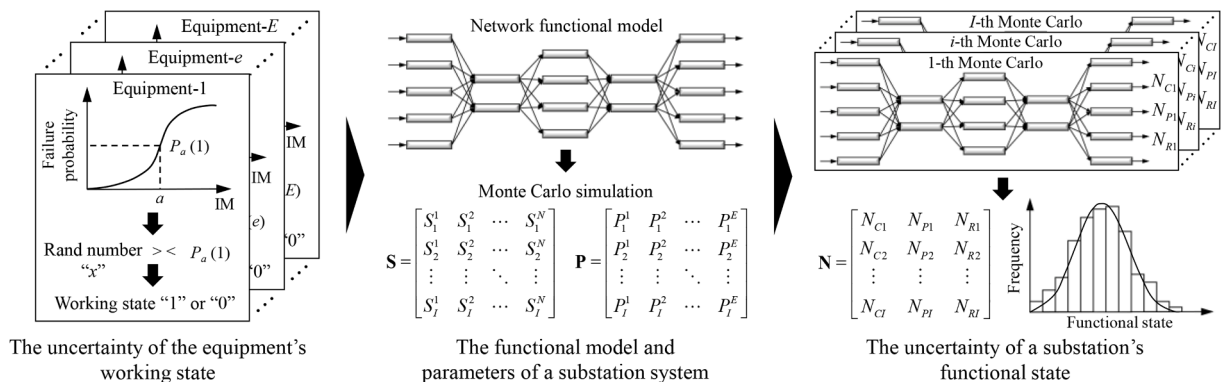 Equipment-E
Equipment-e
Equipment-1
Failure
probability
P_a (1)
a
IM
IM
IM
E)
e)
Rand number >< P_a (1)
“x”
“0”
“0”
Working state “1” or “0”
The uncertainty of the equipment’s
working state
Network functional model
Monte Carlo simulation
S = [S_1^1 S_1^2 ⋯ S_1^N
S_2^1 S_2^2 ⋯ S_2^N
⋮ ⋮ ⋱ ⋮
S_I^1 S_I^2 ⋯ S_I^N]
P = [P_1^1 P_1^2 ⋯ P_1^E
P_2^1 P_2^2 ⋯ P_2^E
⋮ ⋮ ⋱ ⋮
P_I^1 P_I^2 ⋯ P_I^E]
The functional model and
parameters of a substation system
I-th Monte Carlo
i-th Monte Carlo
1-th Monte Carlo
N_C1
N_P1
N_R1
N_Ci
N_Pi
N_Ri
N_CI
N_PI
N_RI
N = [N_C1 N_P1 N_R1
N_C2 N_P2 N_R2
⋮ ⋮ ⋮
N_CI N_PI N_RI]
Frequency
Functional state
The uncertainty of a substation’s
functional state